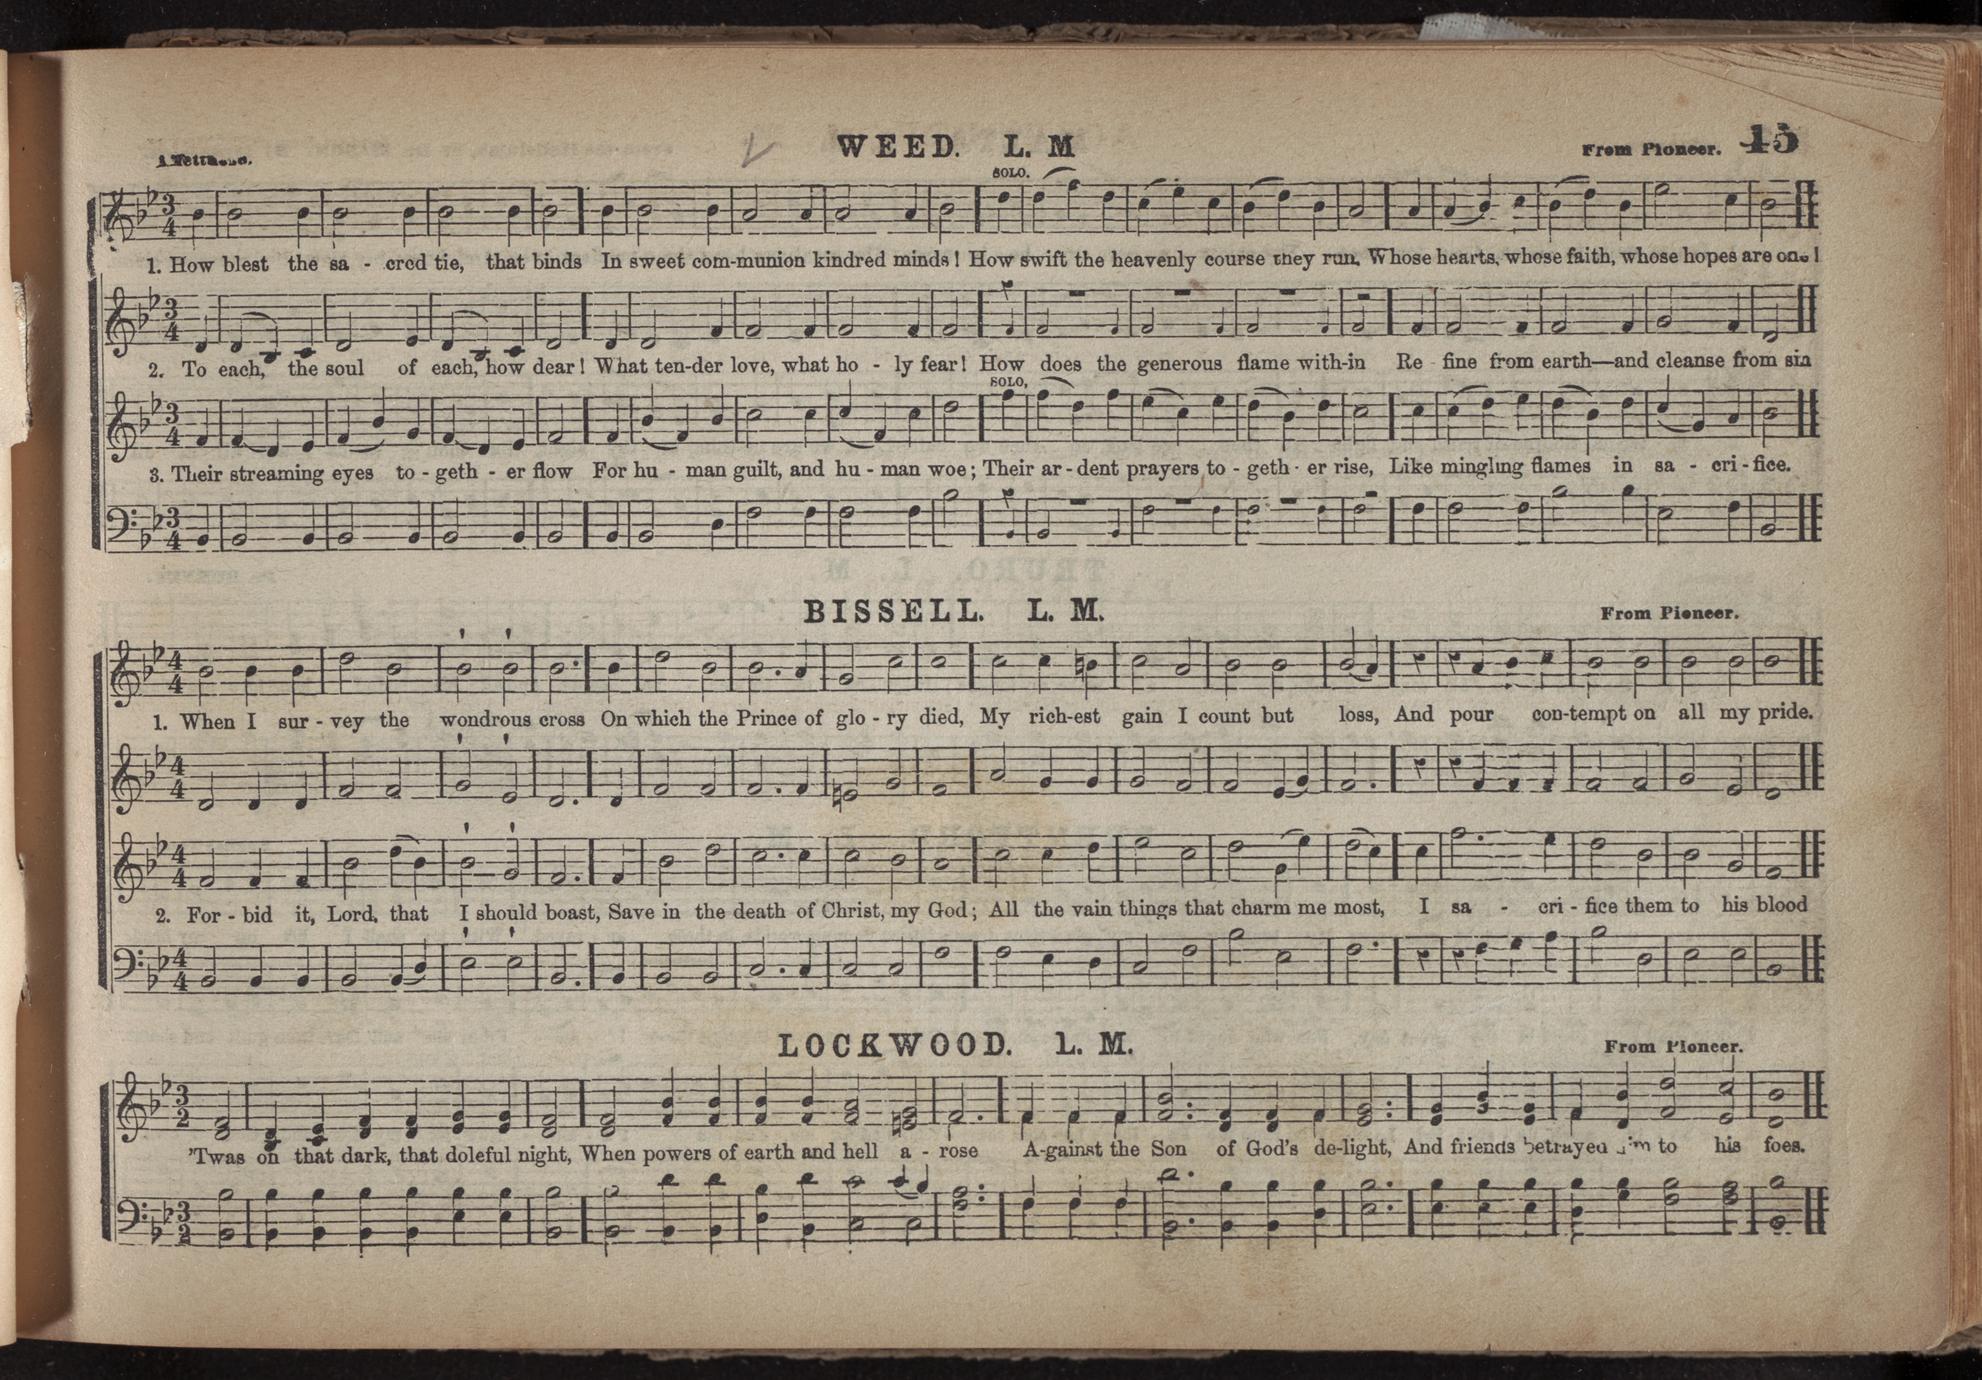 WEED. L. M
From Pioneer. 45
SOLO.
1. How blest the sa - cred tie, that binds In sweet com-munion kindred minds! How swift the heavenly course they run, Whose hearts, whose faith, whose hopes are one!
2. To each, the soul of each, how dear! What ten-der love, what ho - ly fear! How does the generous flame with-in Re - fine from earth—and cleanse from sin
SOLO,
3. Their streaming eyes to - geth - er flow For hu - man guilt, and hu - man woe; Their ar - dent prayers to - geth - er rise, Like mingling flames in sa - cri - fice.
BISSELL. L. M.
From Pioneer.
1. When I sur - vey the wondrous cross On which the Prince of glo - ry died, My rich-est gain I count but loss, And pour con-tempt on all my pride.
2. For - bid it, Lord, that I should boast, Save in the death of Christ, my God; All the vain things that charm me most, I sa - cri - fice them to his blood
LOCKWOOD. L. M.
From Pioneer.
'Twas on that dark, that doleful night, When powers of earth and hell a - rose A-gainst the Son of God's de-light, And friends betrayed him to his foes.